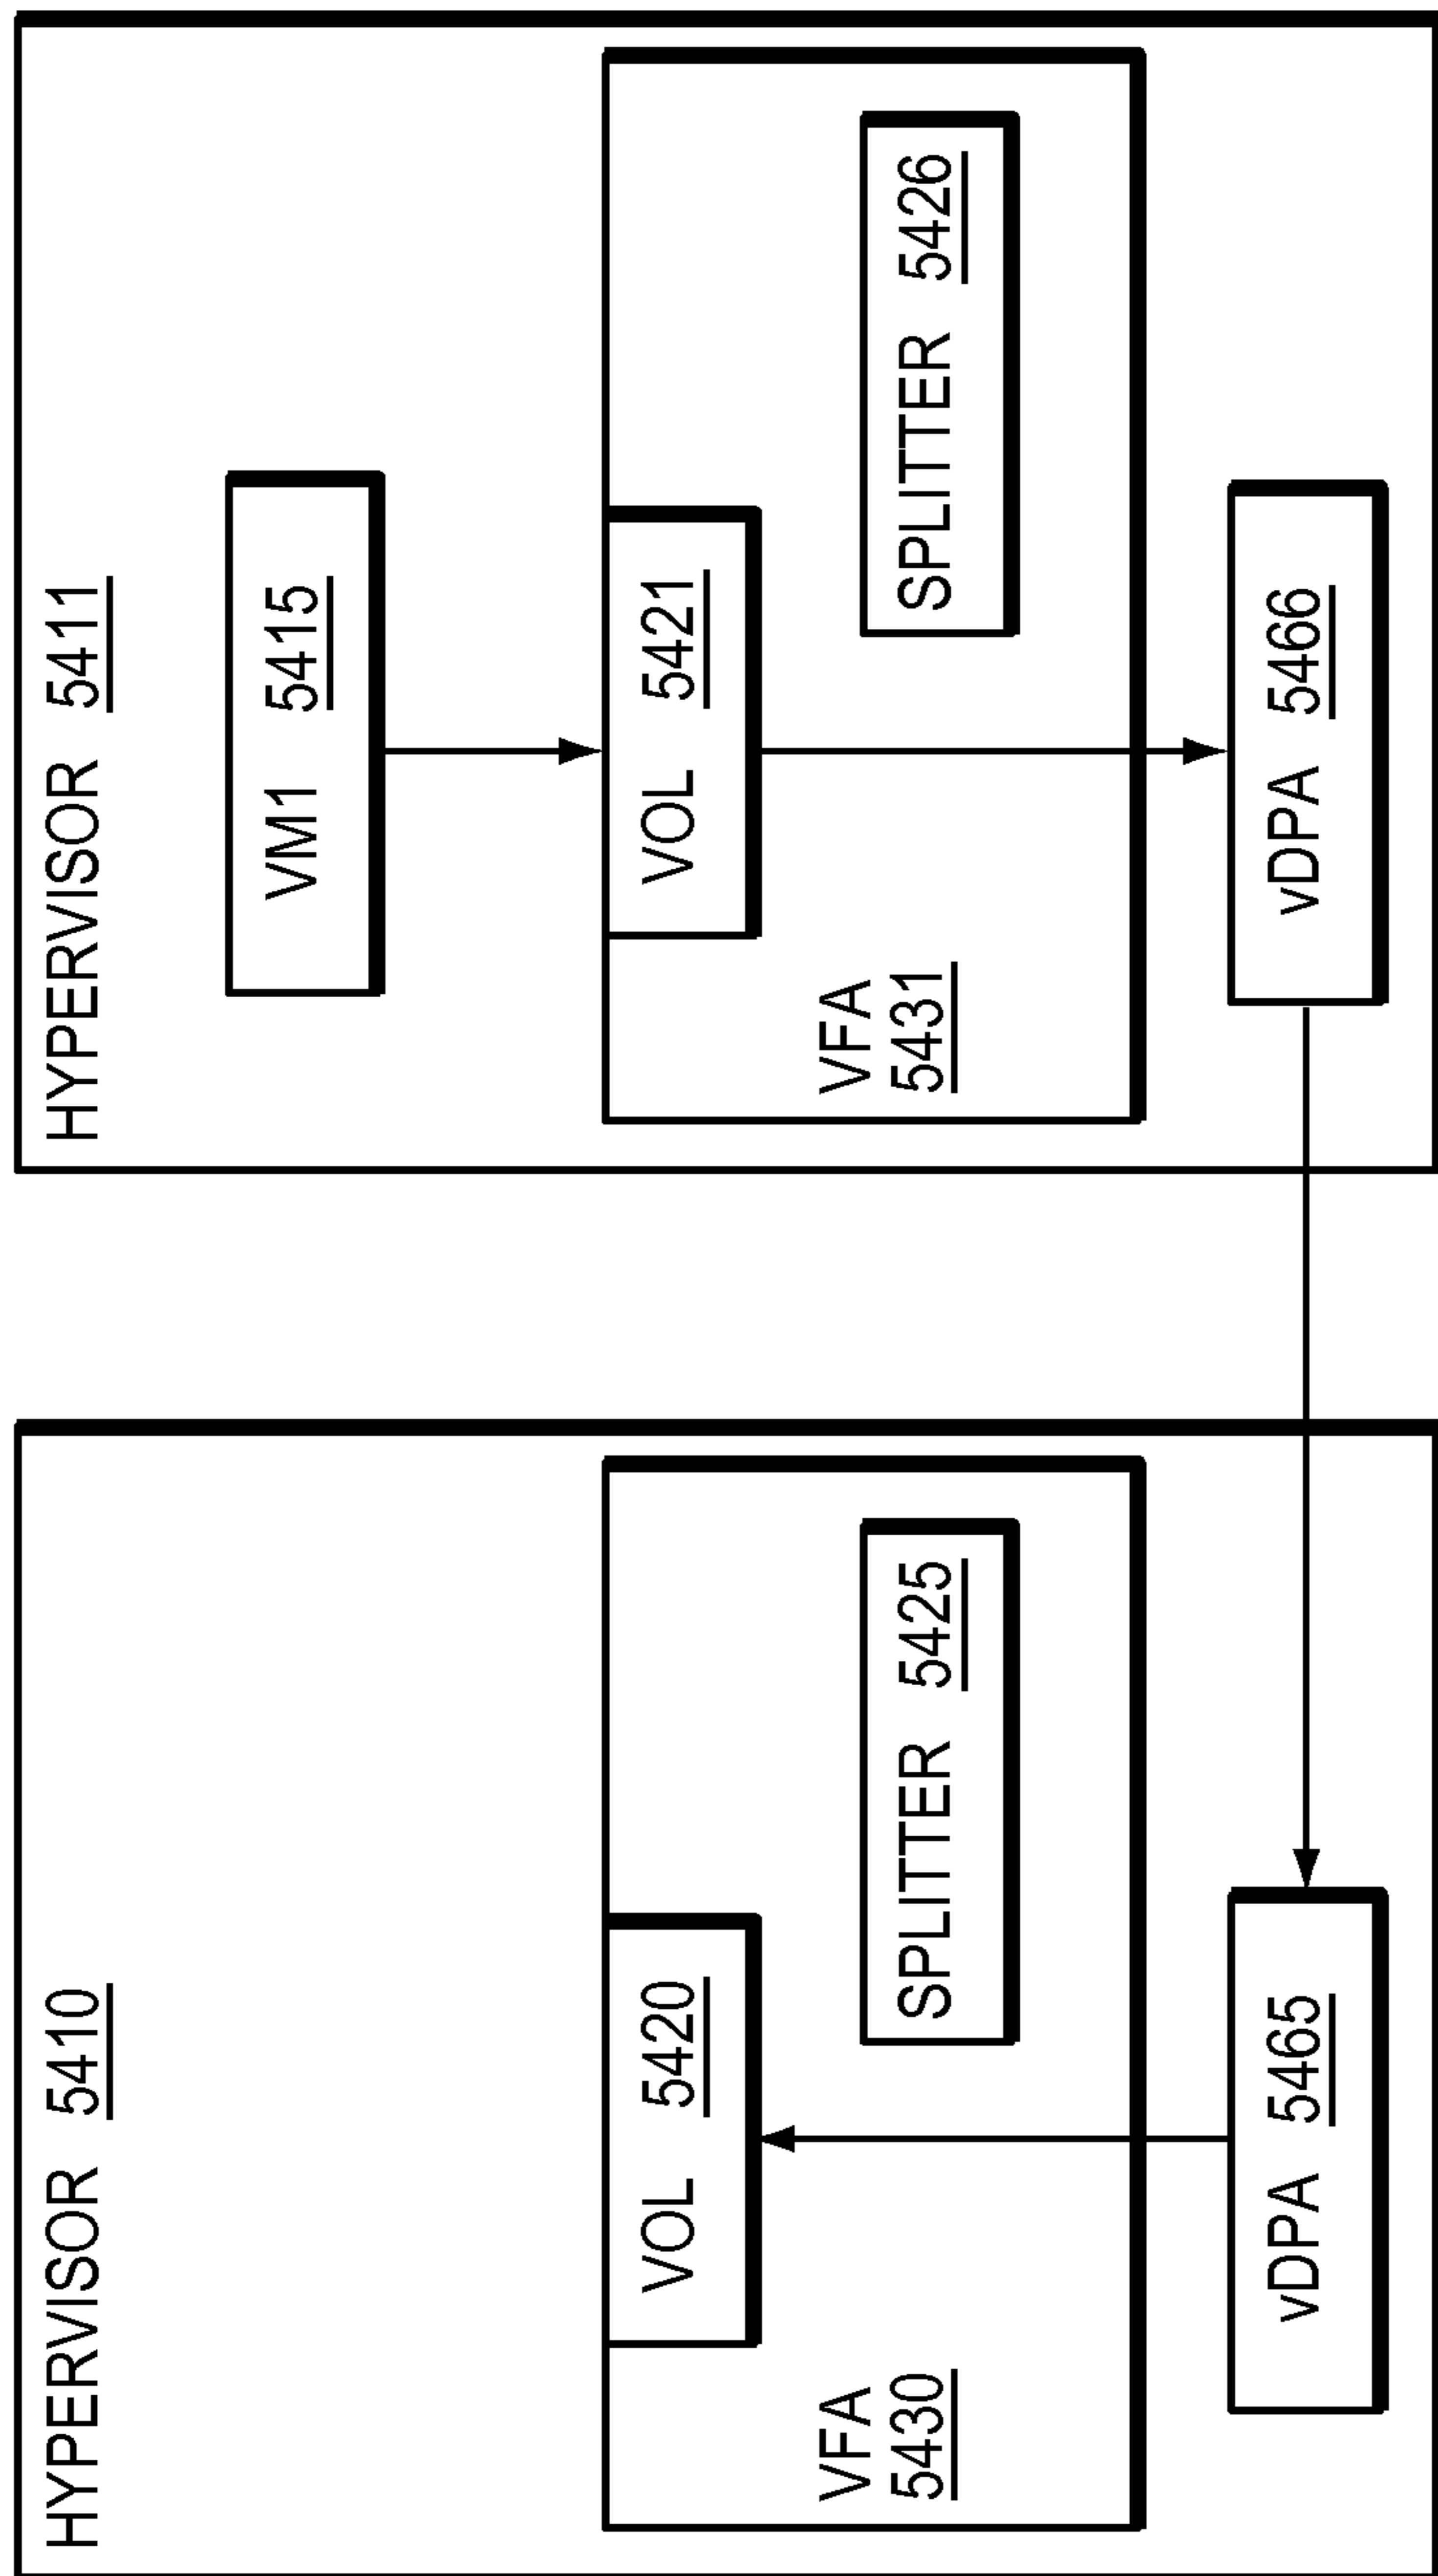 HYPERVISOR 5410
VOL 5420
VFA
5430
SPLITTER 5425
vDPA 5465
HYPERVISOR 5411
VM1 5415
VOL 5421
VFA
5431
SPLITTER 5426
vDPA 5466